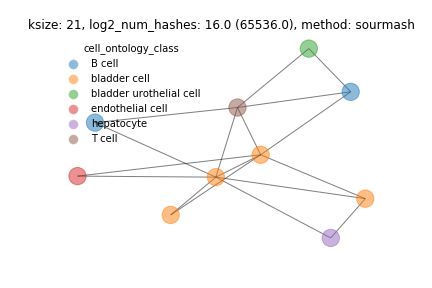 ksize: 21, log2_num_hashes: 16.0 (65536.0), method: sourmash
cell_ontology_class
B cell
bladder cell
bladder urothelial cell
endothelial cell
hepatocyte
T cell